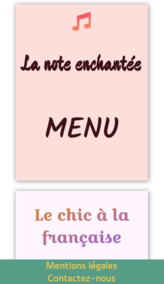 La note enchantée
MENU
Le chic à la
française
Mentions légales
Contactez-nous